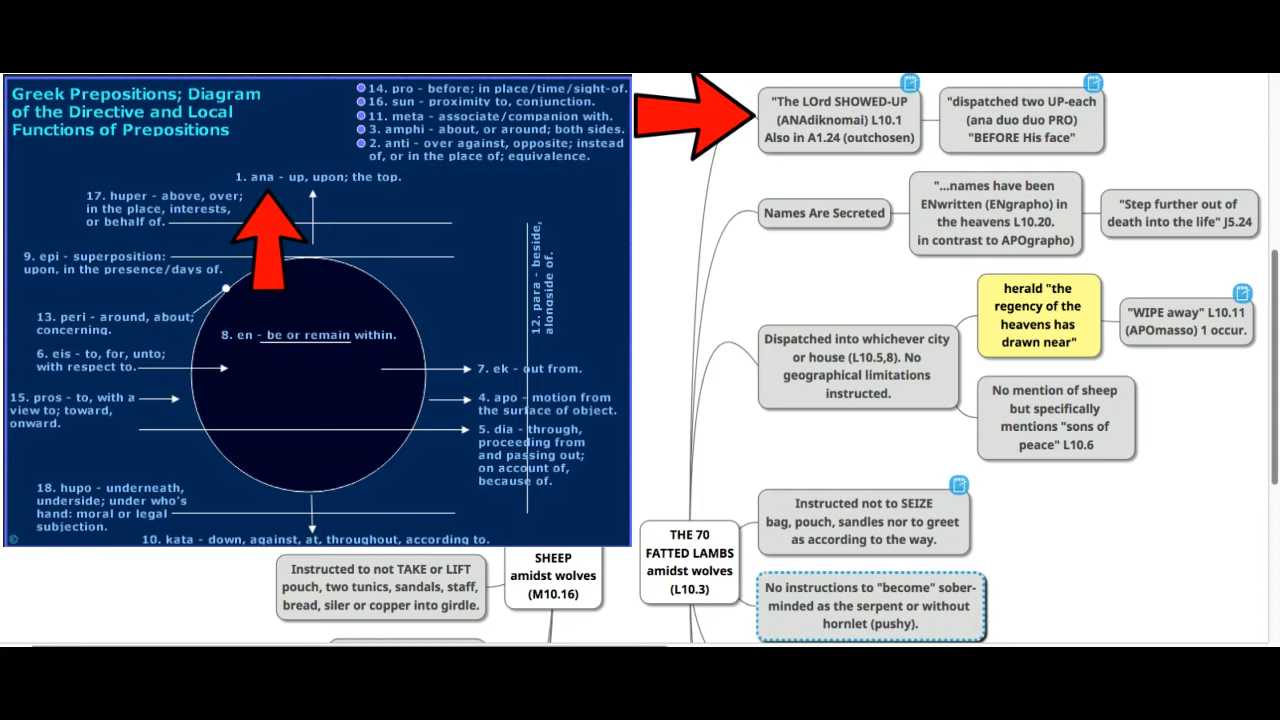 Greek Prepositions; Diagram
of the Directive and Local
Functions of Prepositions
14. pro - before; in place/time/sight-of.
16. sun - proximity to, conjunction.
11. meta - associate/companion with.
3. amphi - about, or around; both sides.
2. anti - over against, opposite; instead
of, or in the place of; equivalence.
1. ana - up, upon; the top.
17. huper - above, over;
in the place, interests,
or behalf of.
9. epi - superposition:
upon, in the presence/days of.
13. peri - around, about;
concerning.
8. en - be or remain within.
6. eis - to, for, unto;
with respect to.
15. pros - to, with a
view to; toward,
onward.
12. para - beside,
alongside of.
7. ek - out from.
4. apo - motion from
the surface of object.
5. dia - through,
proceeding from
and passing out;
on account of,
because of.
18. hupo - underneath,
underside; under who's
hand: moral or legal
subjection.
10. kata - down, against, at, throughout, according to.
©
Instructed to not TAKE or LIFT
pouch, two tunics, sandals, staff,
bread, siler or copper into girdle.
SHEEP
amidst wolves
(M10.16)
"The LOrd SHOWED-UP
(ANAdiknomai) L10.1
Also in A1.24 (outchosen)
"dispatched two UP-each
(ana duo duo PRO)
"BEFORE His face"
Names Are Secreted
"...names have been
ENwritten (ENgrapho) in
the heavens L10.20.
in contrast to APOgrapho)
"Step further out of
death into the life" J5.24
Dispatched into whichever city
or house (L10.5,8). No
geographical limitations
instructed.
herald "the
regency of the
heavens has
drawn near"
"WIPE away" L10.11
(APOmasso) 1 occur.
No mention of sheep
but specifically
mentions "sons of
peace" L10.6
THE 70
FATTED LAMBS
amidst wolves
(L10.3)
Instructed not to SEIZE
bag, pouch, sandles nor to greet
as according to the way.
No instructions to "become" sober-
minded as the serpent or without
hornlet (pushy).